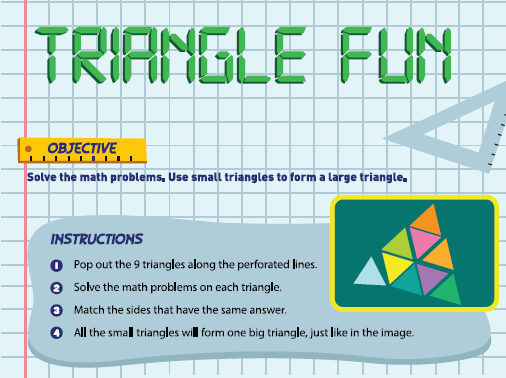 TRIANGLE FUN
OBJECTIVE
Solve the math problems. Use small triangles to form a large triangle.
INSTRUCTIONS
1 Pop out the 9 triangles along the perforated lines.
2 Solve the math problems on each triangle.
3 Match the sides that have the same answer.
4 All the small triangles will form one big triangle, just like in the image.